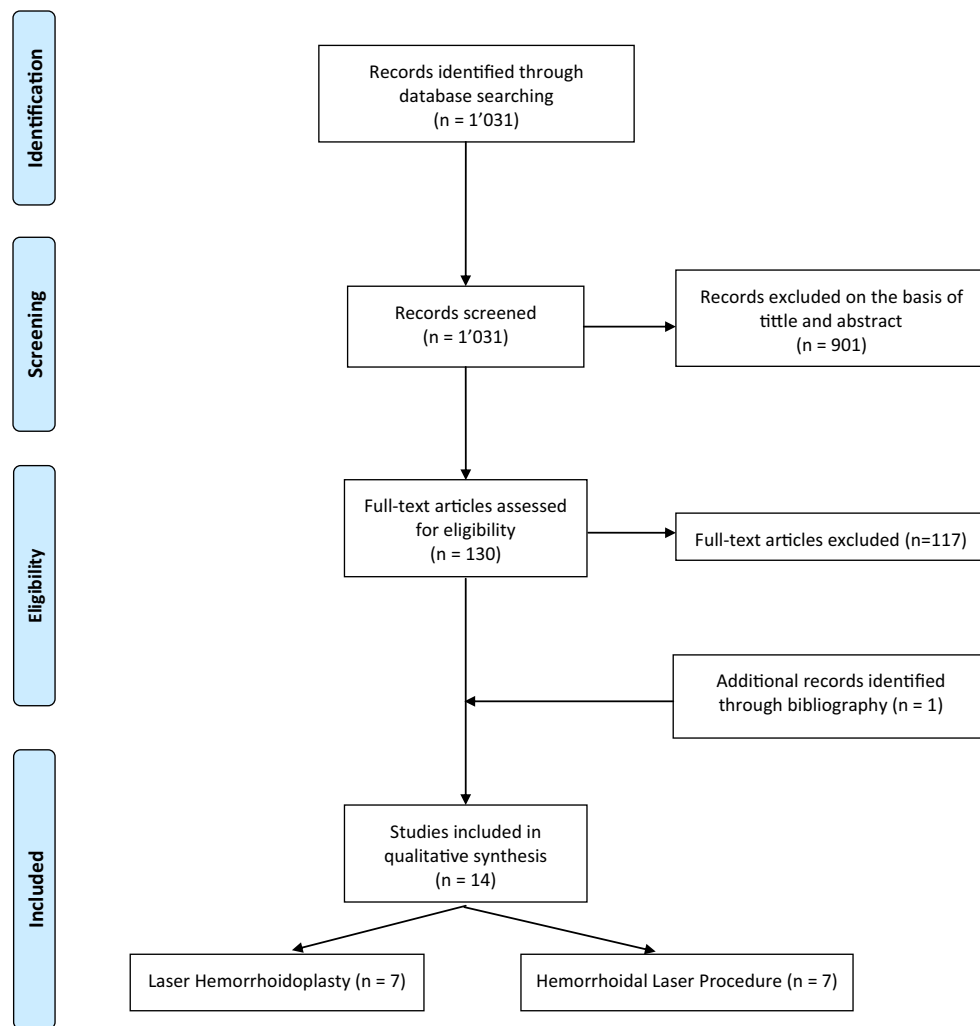 Identification
Records identified through
database searching
(n = 1’031)
Screening
Records screened
(n = 1’031)
Records excluded on the basis of
tittle and abstract
(n = 901)
Eligibility
Full-text articles assessed
for eligibility
(n = 130)
Full-text articles excluded (n=117)
Additional records identified
through bibliography (n = 1)
Included
Studies included in
qualitative synthesis
(n = 14)
Laser Hemorrhoidoplasty (n = 7)
Hemorrhoidal Laser Procedure (n = 7)